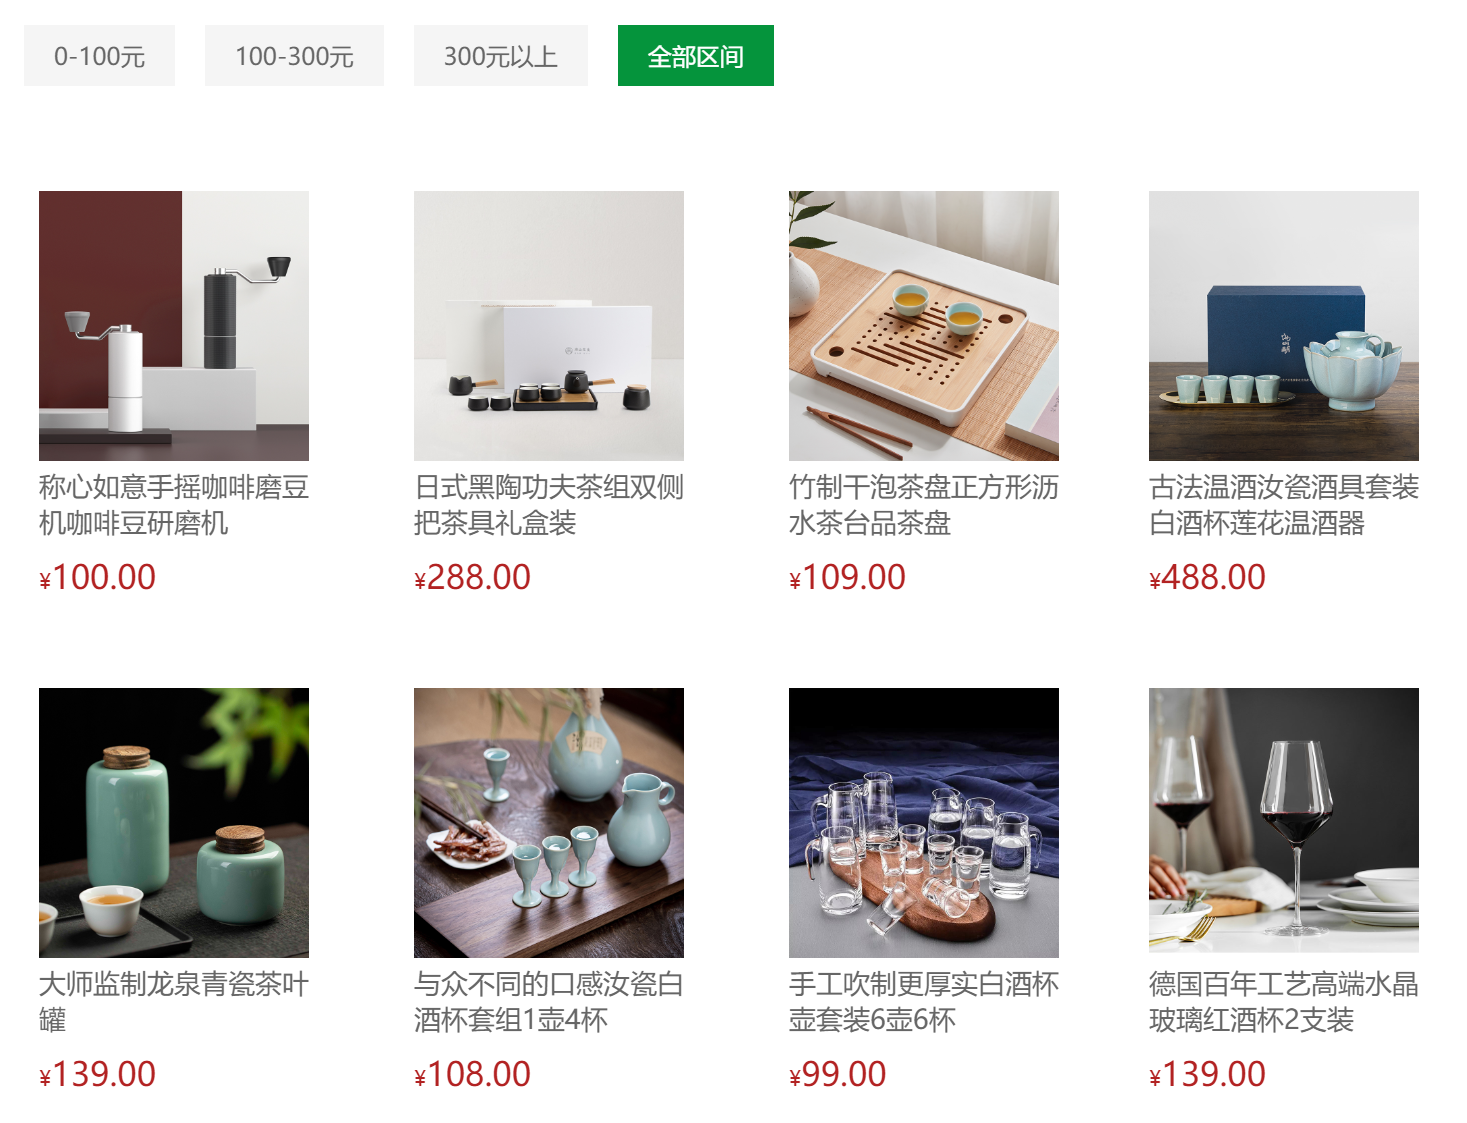 0-100元
100-300元
300元以上
全部区间
称心如意手摇咖啡磨豆
机咖啡豆研磨机
¥100.00
日式黑陶功夫茶组双侧
把茶具礼盒装
¥288.00
竹制干泡茶盘正方形沥
水茶台品茶盘
¥109.00
古法温酒汝瓷酒具套装
白酒杯莲花温酒器
¥488.00
大师监制龙泉青瓷茶叶
罐
¥139.00
与众不同的口感汝瓷白
酒杯套组1壶4杯
¥108.00
手工吹制更厚实白酒杯
壶套装6壶6杯
¥99.00
德国百年工艺高端水晶
玻璃红酒杯2支装
¥139.00